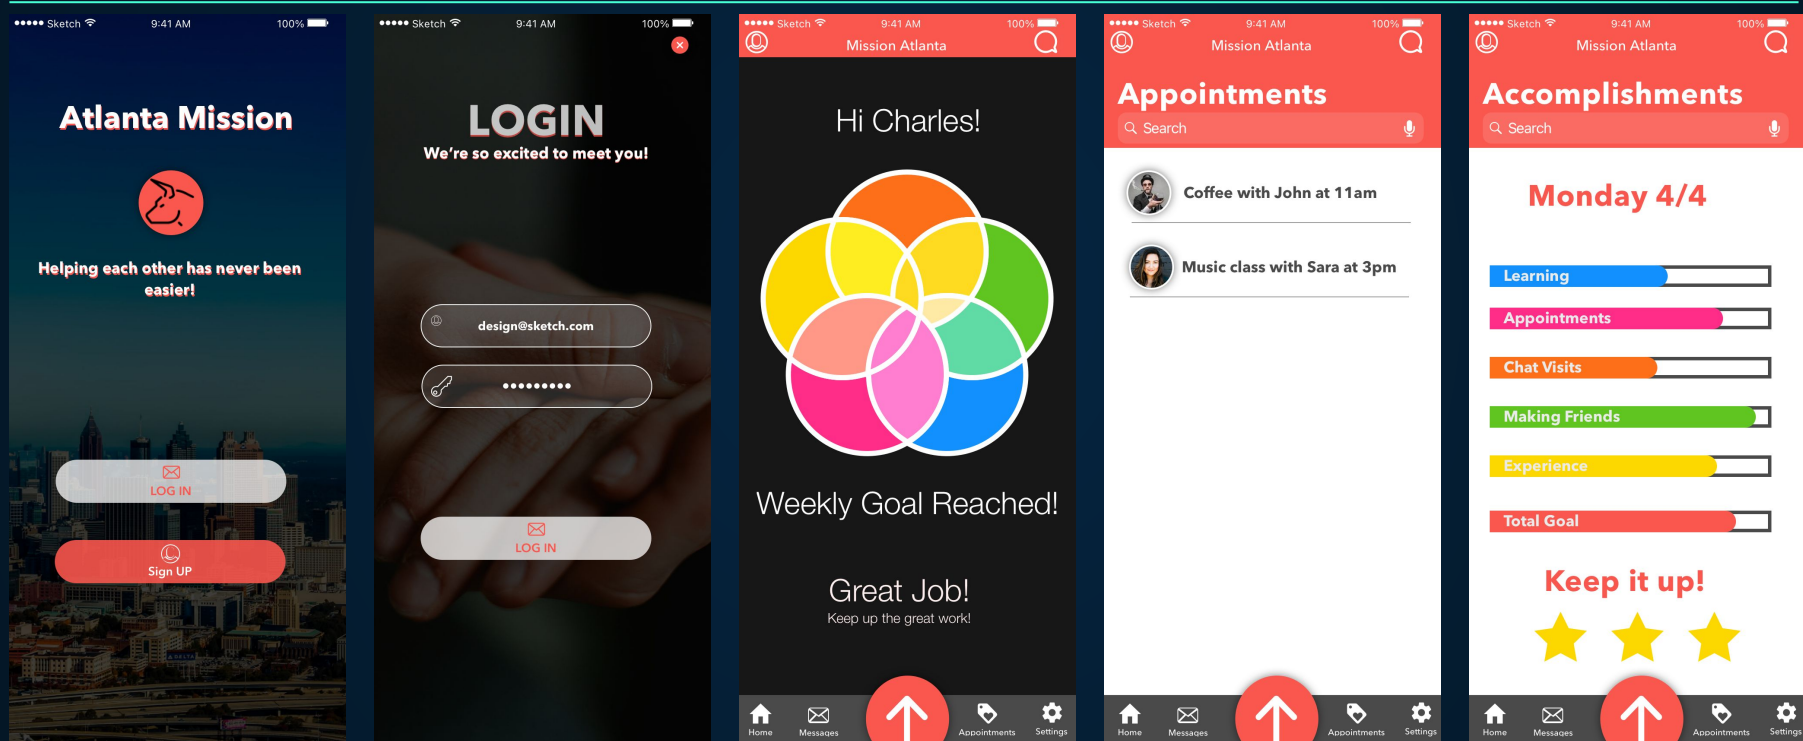 ••••• Sketch 9:41 AM 100%
Atlanta Mission
Helping each other has never been
easier!
LOG IN
Sign UP
DELTA
••••• Sketch 9:41 AM 100%
LOGIN
We're so excited to meet you!
design@sketch.com
•••••••••
LOG IN
••••• Sketch 9:41 AM 100%
Mission Atlanta
Hi Charles!
Weekly Goal Reached!
Great Job!
Keep up the great work!
Home Messages Appointments Settings
••••• Sketch 9:41 AM 100%
Mission Atlanta
Appointments
Search
Coffee with John at 11am
Music class with Sara at 3pm
Home Messages Appointments Settings
••••• Sketch 9:41 AM 100%
Mission Atlanta
Accomplishments
Search
Monday 4/4
Learning
Appointments
Chat Visits
Making Friends
Experience
Total Goal
Keep it up!
Home Messages Appointments Settings